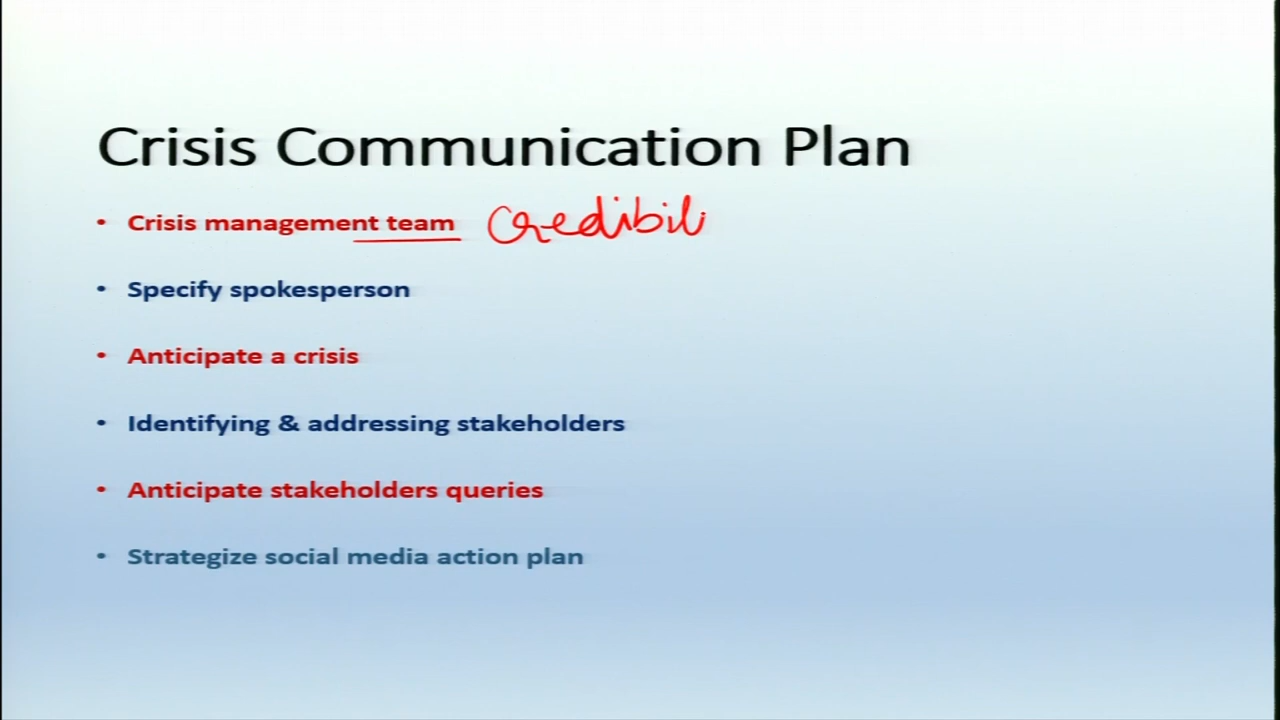 Crisis Communication Plan
• Crisis management team credibili
• Specify spokesperson
• Anticipate a crisis
• Identifying & addressing stakeholders
• Anticipate stakeholders queries
• Strategize social media action plan